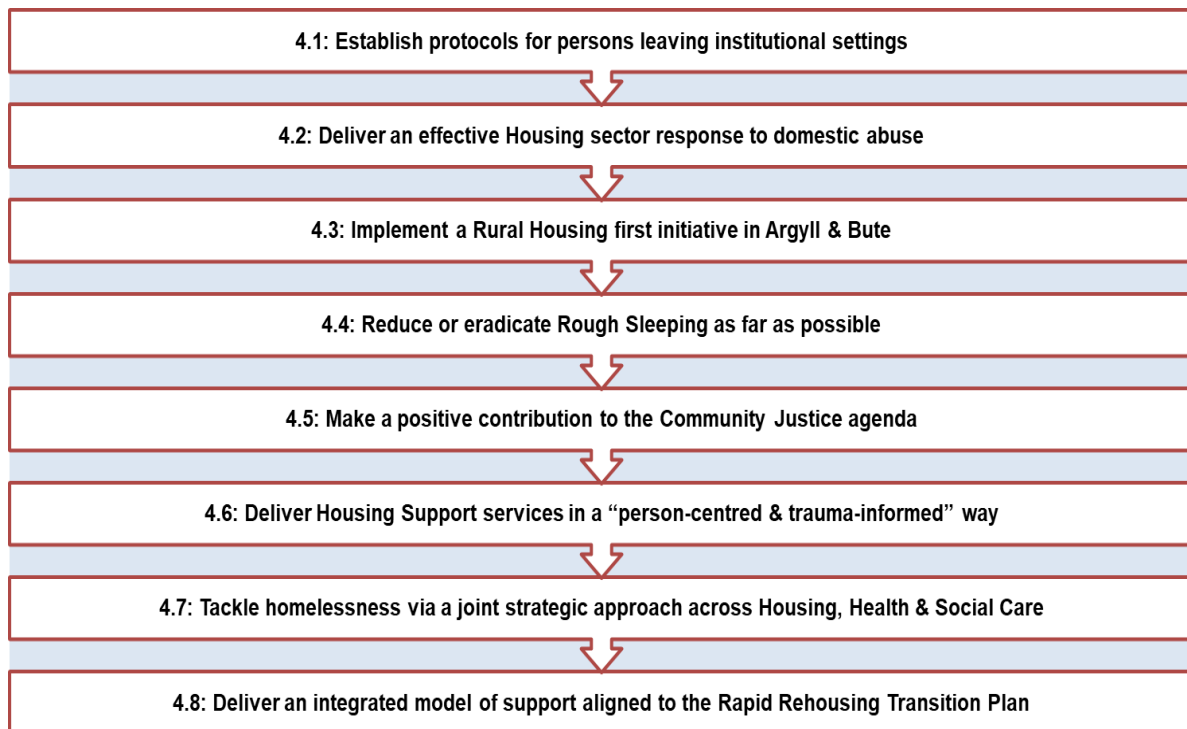 4.1: Establish protocols for persons leaving institutional settings
4.2: Deliver an effective Housing sector response to domestic abuse
4.3: Implement a Rural Housing first initiative in Argyll & Bute
4.4: Reduce or eradicate Rough Sleeping as far as possible
4.5: Make a positive contribution to the Community Justice agenda
4.6: Deliver Housing Support services in a “person-centred & trauma-informed” way
4.7: Tackle homelessness via a joint strategic approach across Housing, Health & Social Care
4.8: Deliver an integrated model of support aligned to the Rapid Rehousing Transition Plan